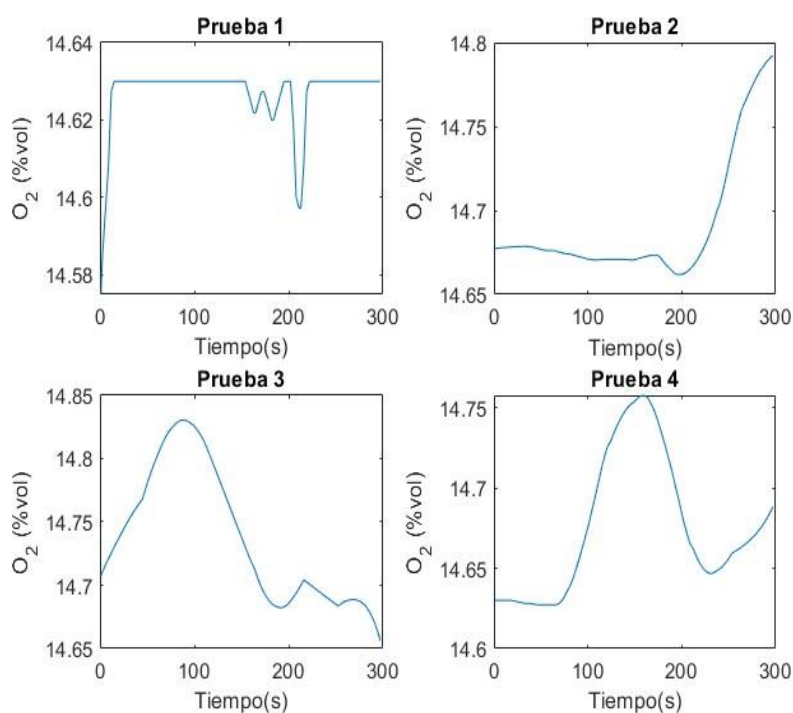 Prueba 1
14.64
14.62
14.6
14.58
O2 (%vol)
0 100 200 300
Tiempo(s)
Prueba 2
14.8
14.75
14.7
14.65
O2 (%vol)
0 100 200 300
Tiempo(s)
Prueba 3
14.85
14.8
14.75
14.7
14.65
O2 (%vol)
0 100 200 300
Tiempo(s)
Prueba 4
14.75
14.7
14.65
14.6
O2 (%vol)
0 100 200 300
Tiempo(s)